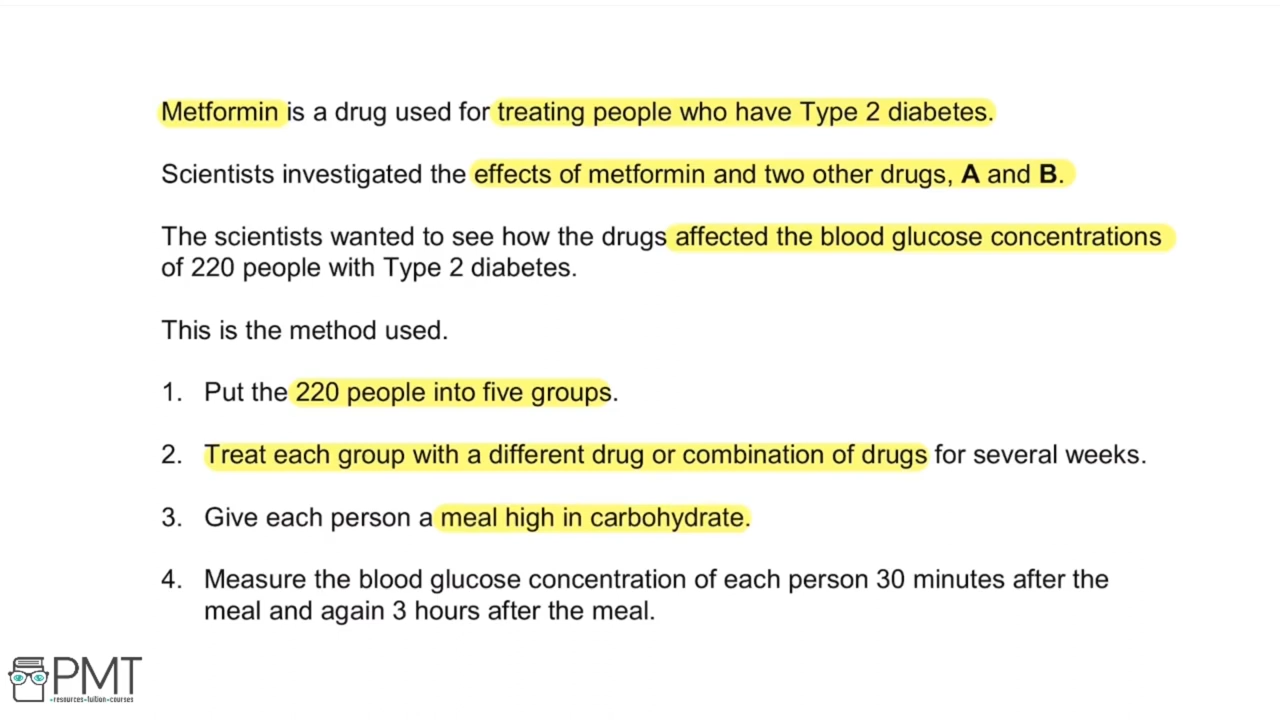 Metformin is a drug used for treating people who have Type 2 diabetes.
Scientists investigated the effects of metformin and two other drugs, A and B.
The scientists wanted to see how the drugs affected the blood glucose concentrations
of 220 people with Type 2 diabetes.
This is the method used.
1. Put the 220 people into five groups.
2. Treat each group with a different drug or combination of drugs for several weeks.
3. Give each person a meal high in carbohydrate.
4. Measure the blood glucose concentration of each person 30 minutes after the
meal and again 3 hours after the meal.
PMT
•resources•tuition•courses